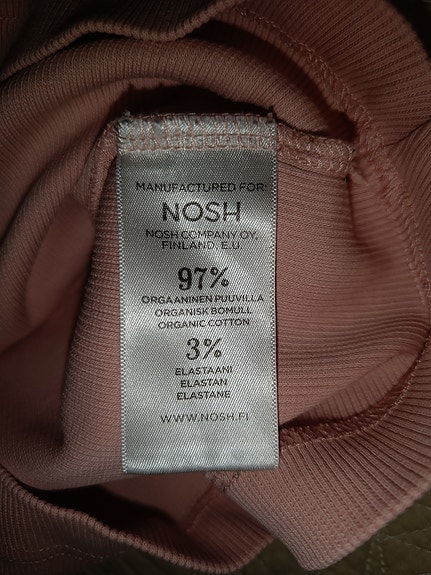 MANUFACTURED FOR:
NOSH
NOSH COMPANY OY,
FINLAND, E.U.
97%
ORGAANINEN PUUVILLA
ORGANISK BOMULL
ORGANIC COTTON
3%
ELASTAANI
ELASTAN
ELASTANE
WWW.NOSH.FI